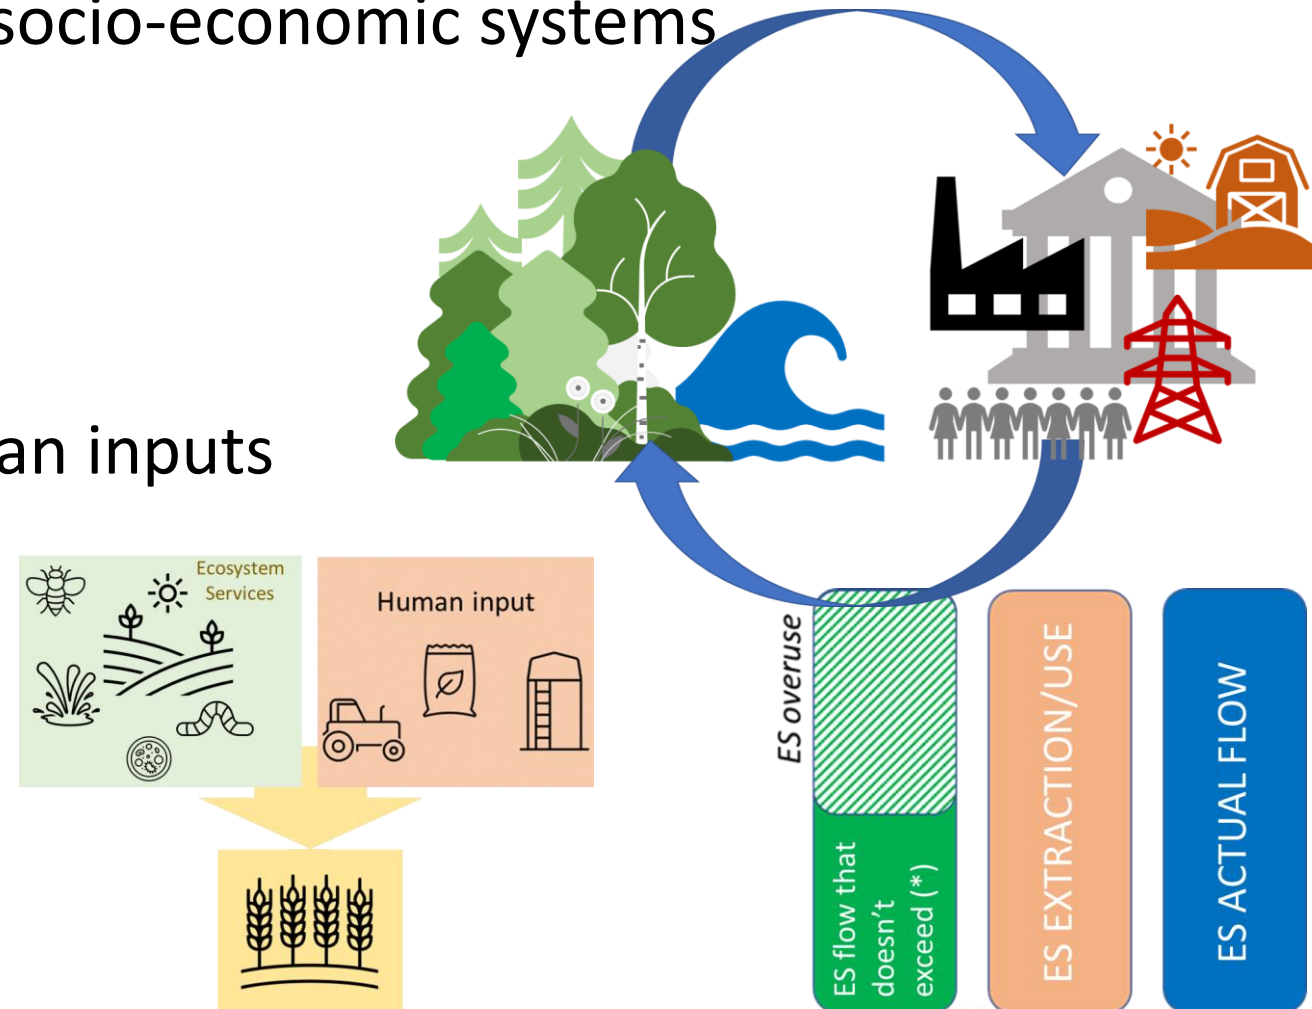 socio-economic systems
an inputs
Ecosystem
Services
Human input
ES overuse
ES flow that
doesn't
exceed (*)
ES EXTRACTION/USE
ES ACTUAL FLOW